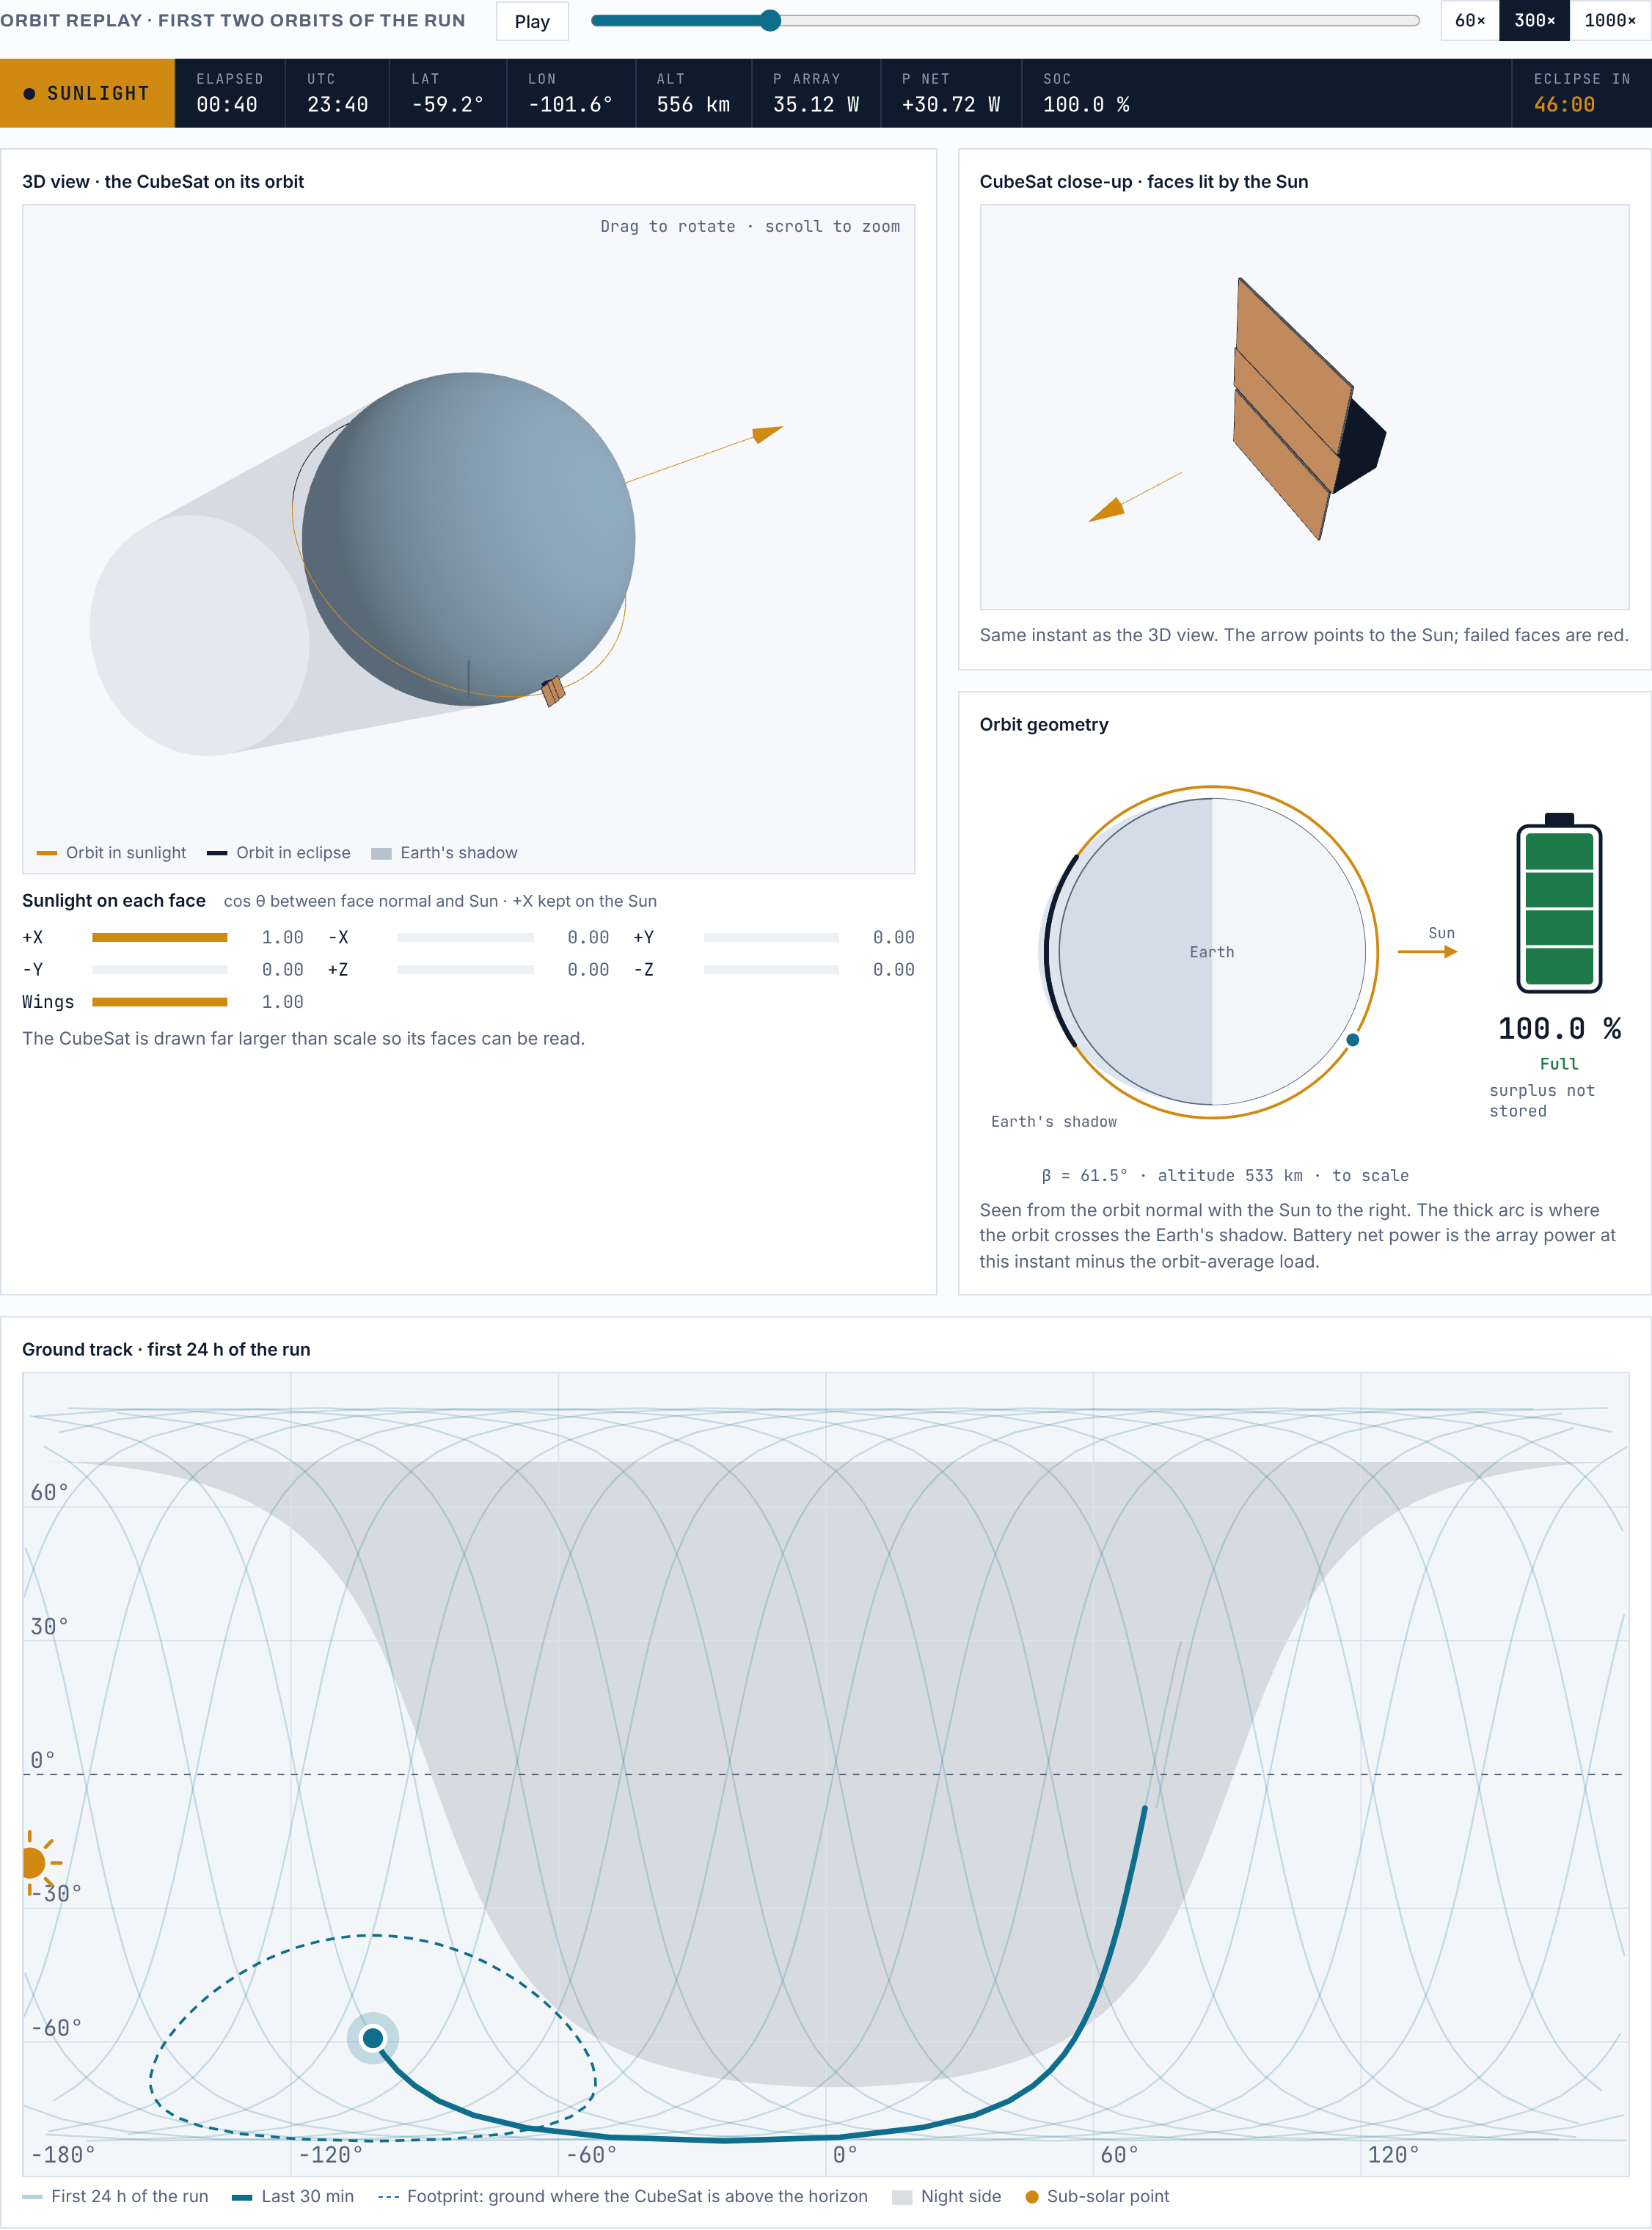 ORBIT REPLAY · FIRST TWO ORBITS OF THE RUN
Play
60×
300×
1000×
SUNLIGHT
ELAPSED
00:40
UTC
23:40
LAT
-59.2°
LON
-101.6°
ALT
556 km
P ARRAY
35.12 W
P NET
+30.72 W
SOC
100.0 %
ECLIPSE IN
46:00
3D view · the CubeSat on its orbit
Drag to rotate · scroll to zoom
Orbit in sunlight
Orbit in eclipse
Earth's shadow
Sunlight on each face cos θ between face normal and Sun · +X kept on the Sun
+X 1.00 -X 0.00 +Y 0.00
-Y 0.00 +Z 0.00 -Z 0.00
Wings 1.00
The CubeSat is drawn far larger than scale so its faces can be read.
CubeSat close-up · faces lit by the Sun
Same instant as the 3D view. The arrow points to the Sun; failed faces are red.
Orbit geometry
Earth
Sun
100.0 %
Full
surplus not
stored
Earth's shadow
β = 61.5° · altitude 533 km · to scale
Seen from the orbit normal with the Sun to the right. The thick arc is where
the orbit crosses the Earth's shadow. Battery net power is the array power at
this instant minus the orbit-average load.
Ground track · first 24 h of the run
60°
30°
0°
-30°
-60°
-180°
-120°
-60°
0°
60°
120°
First 24 h of the run
Last 30 min
Footprint: ground where the CubeSat is above the horizon
Night side
Sub-solar point